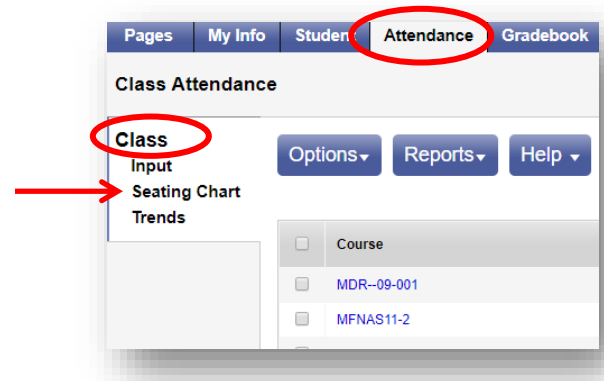 Pages My Info Student Attendance Gradebook
Class Attendance
Class
Input
Seating Chart
Trends
Options Reports Help
Course
MDR--09-001
MFNAS11-2